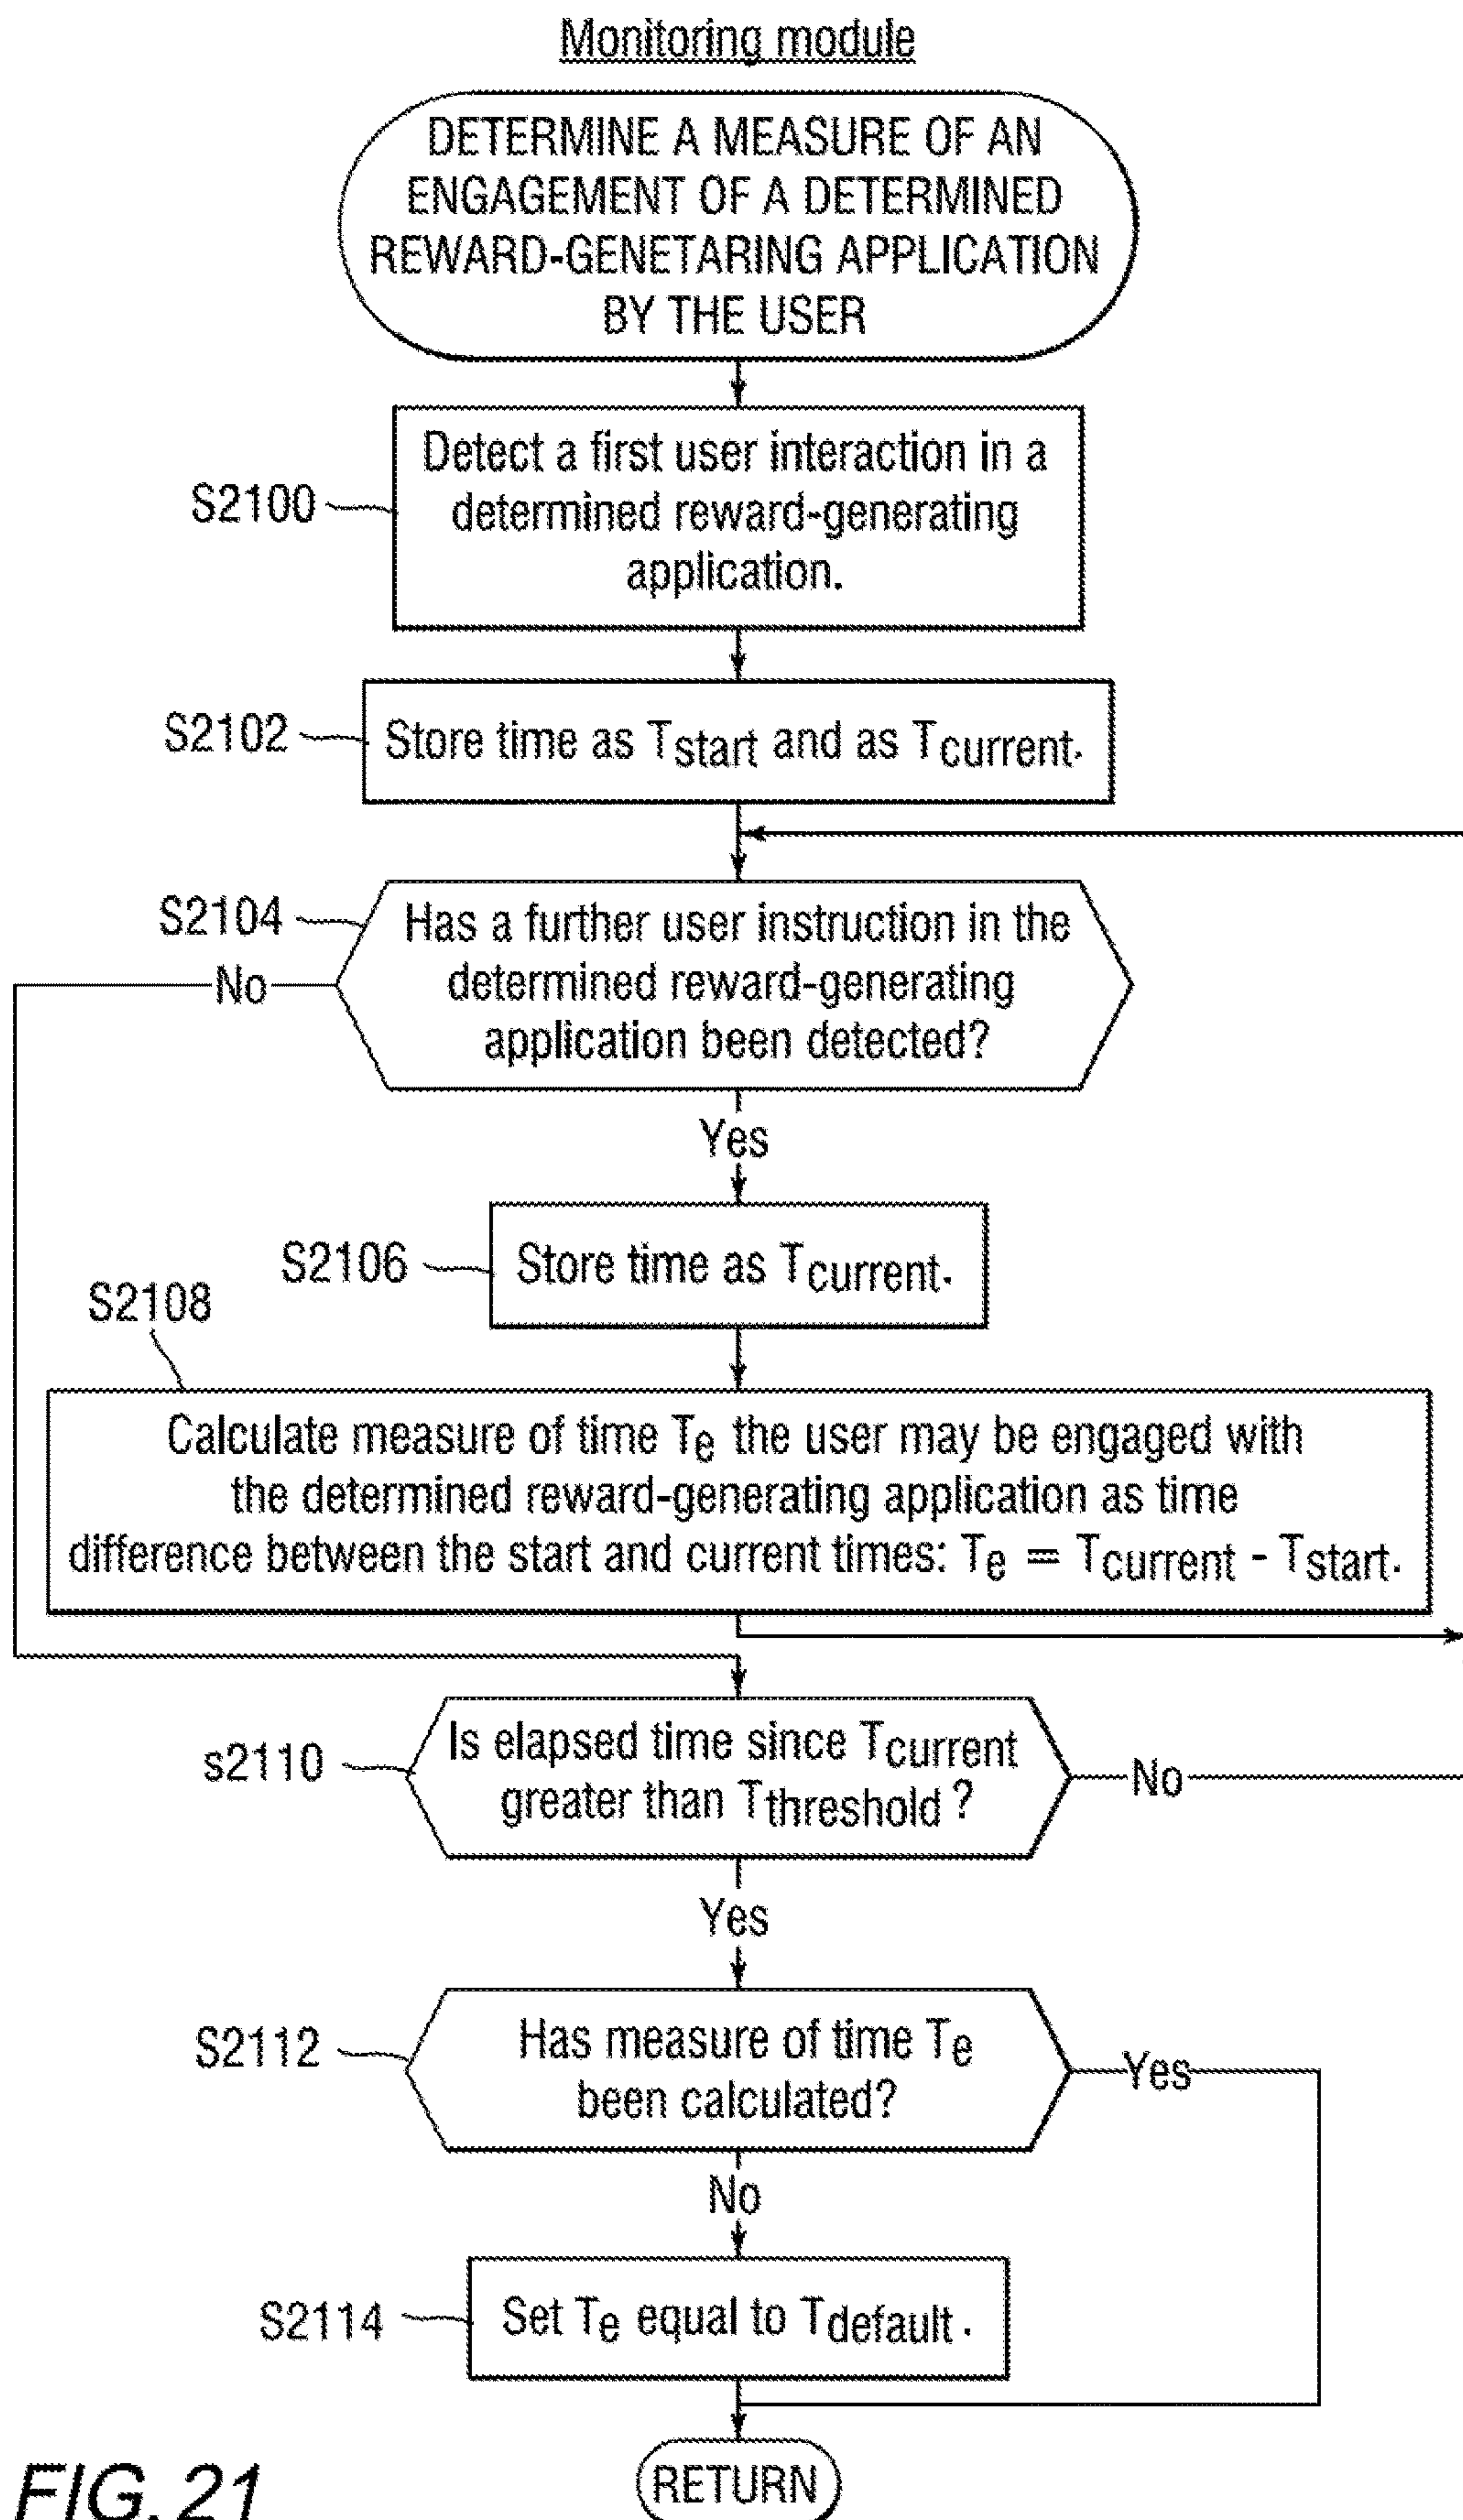 Monitoring module
DETERMINE A MEASURE OF AN
ENGAGEMENT OF A DETERMINED
REWARD-GENETARING APPLICATION
BY THE USER
S2100
Detect a first user interaction in a
determined reward-generating
application.
S2102
Store time as Tstart and as Tcurrent.
S2104
Has a further user instruction in the
determined reward-generating
application been detected?
No
Yes
S2106
Store time as Tcurrent.
S2108
Calculate measure of time Te the user may be engaged with
the determined reward-generating application as time
difference between the start and current times: Te = Tcurrent - Tstart.
s2110
Is elapsed time since Tcurrent
greater than Tthreshold ?
No
Yes
S2112
Has measure of time Te
been calculated?
Yes
No
S2114
Set Te equal to Tdefault .
RETURN
FIG. 21